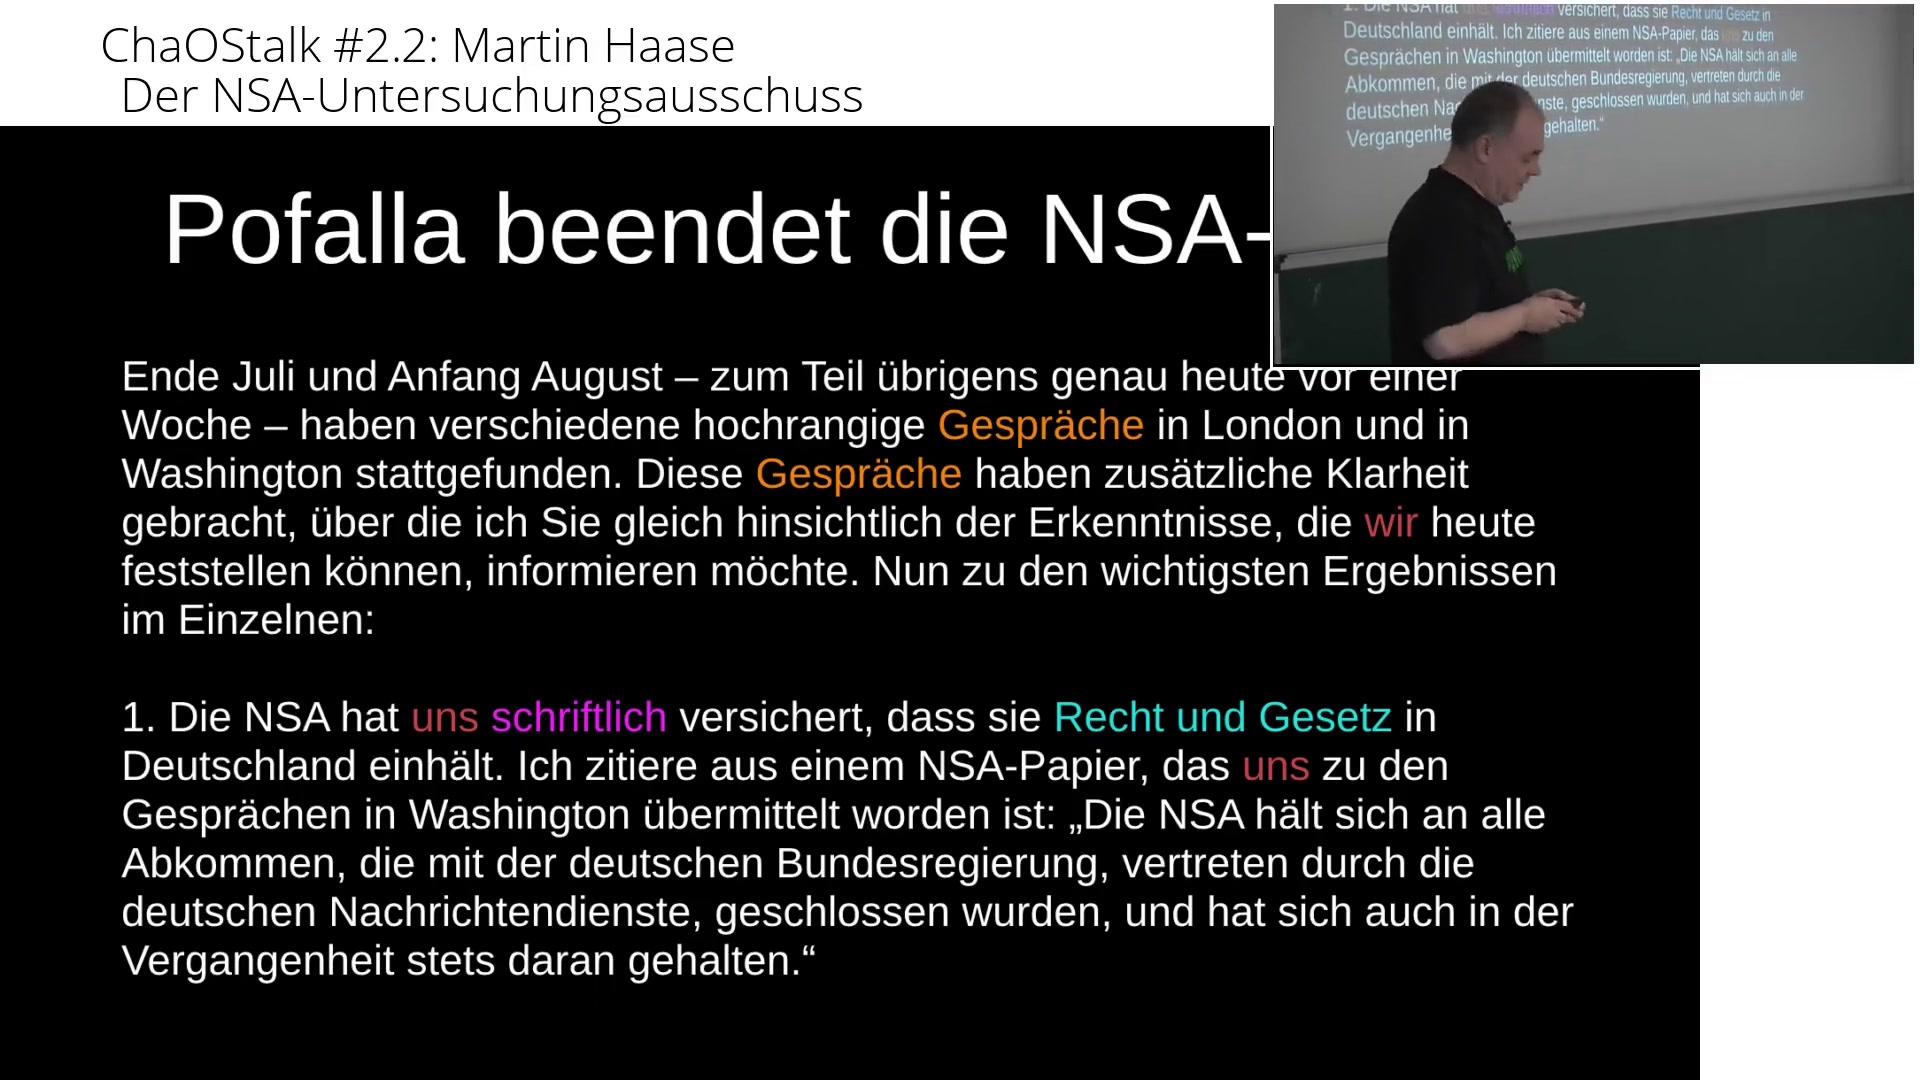 ChaOStalk #2.2: Martin Haase
Der NSA-Untersuchungsausschuss
Pofalla beendet die NSA-
Ende Juli und Anfang August – zum Teil übrigens genau heute vor einer
Woche – haben verschiedene hochrangige Gespräche in London und in
Washington stattgefunden. Diese Gespräche haben zusätzliche Klarheit
gebracht, über die ich Sie gleich hinsichtlich der Erkenntnisse, die wir heute
feststellen können, informieren möchte. Nun zu den wichtigsten Ergebnissen
im Einzelnen:
1. Die NSA hat uns schriftlich versichert, dass sie Recht und Gesetz in
Deutschland einhält. Ich zitiere aus einem NSA-Papier, das uns zu den
Gesprächen in Washington übermittelt worden ist: „Die NSA hält sich an alle
Abkommen, die mit der deutschen Bundesregierung, vertreten durch die
deutschen Nachrichtendienste, geschlossen wurden, und hat sich auch in der
Vergangenheit stets daran gehalten.“
1. Die NSA hat versichert, dass sie Recht und Gesetz in
Deutschland einhält. Ich zitiere aus einem NSA-Papier, das uns zu den
Gesprächen in Washington übermittelt worden ist: „Die NSA hält sich an alle
Abkommen, die mit der deutschen Bundesregierung, vertreten durch die
deutschen Na nste, geschlossen wurden, und hat sich auch in der
Vergangenhe gehalten.“